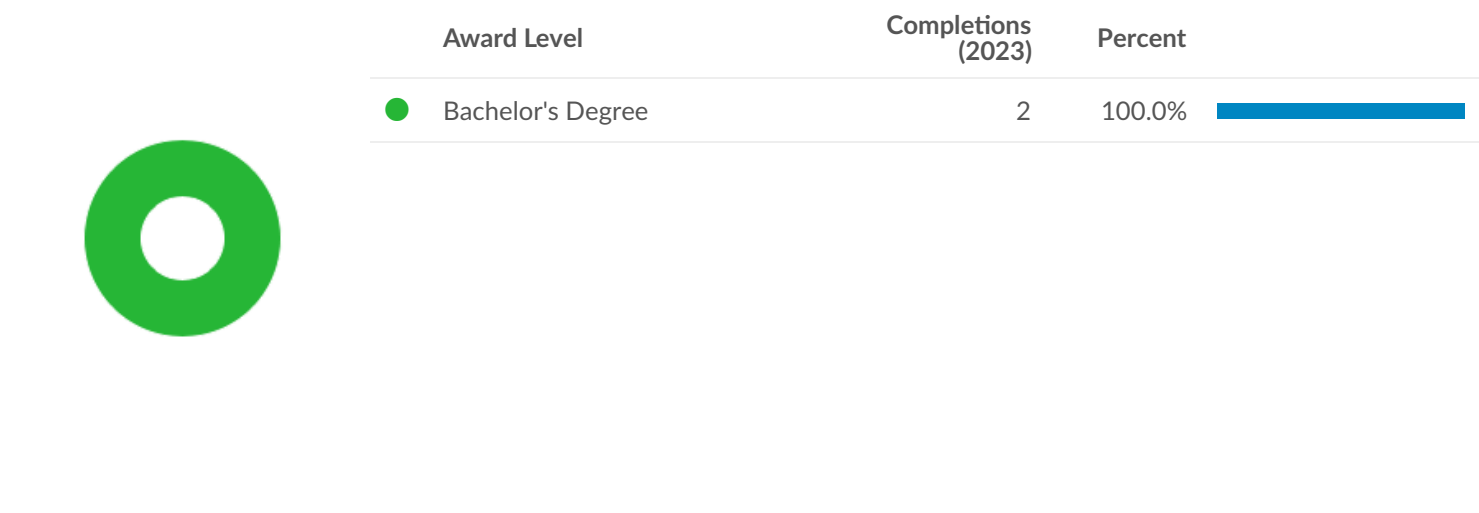 Award Level
Completions
(2023)
Percent
Bachelor's Degree 2 100.0%